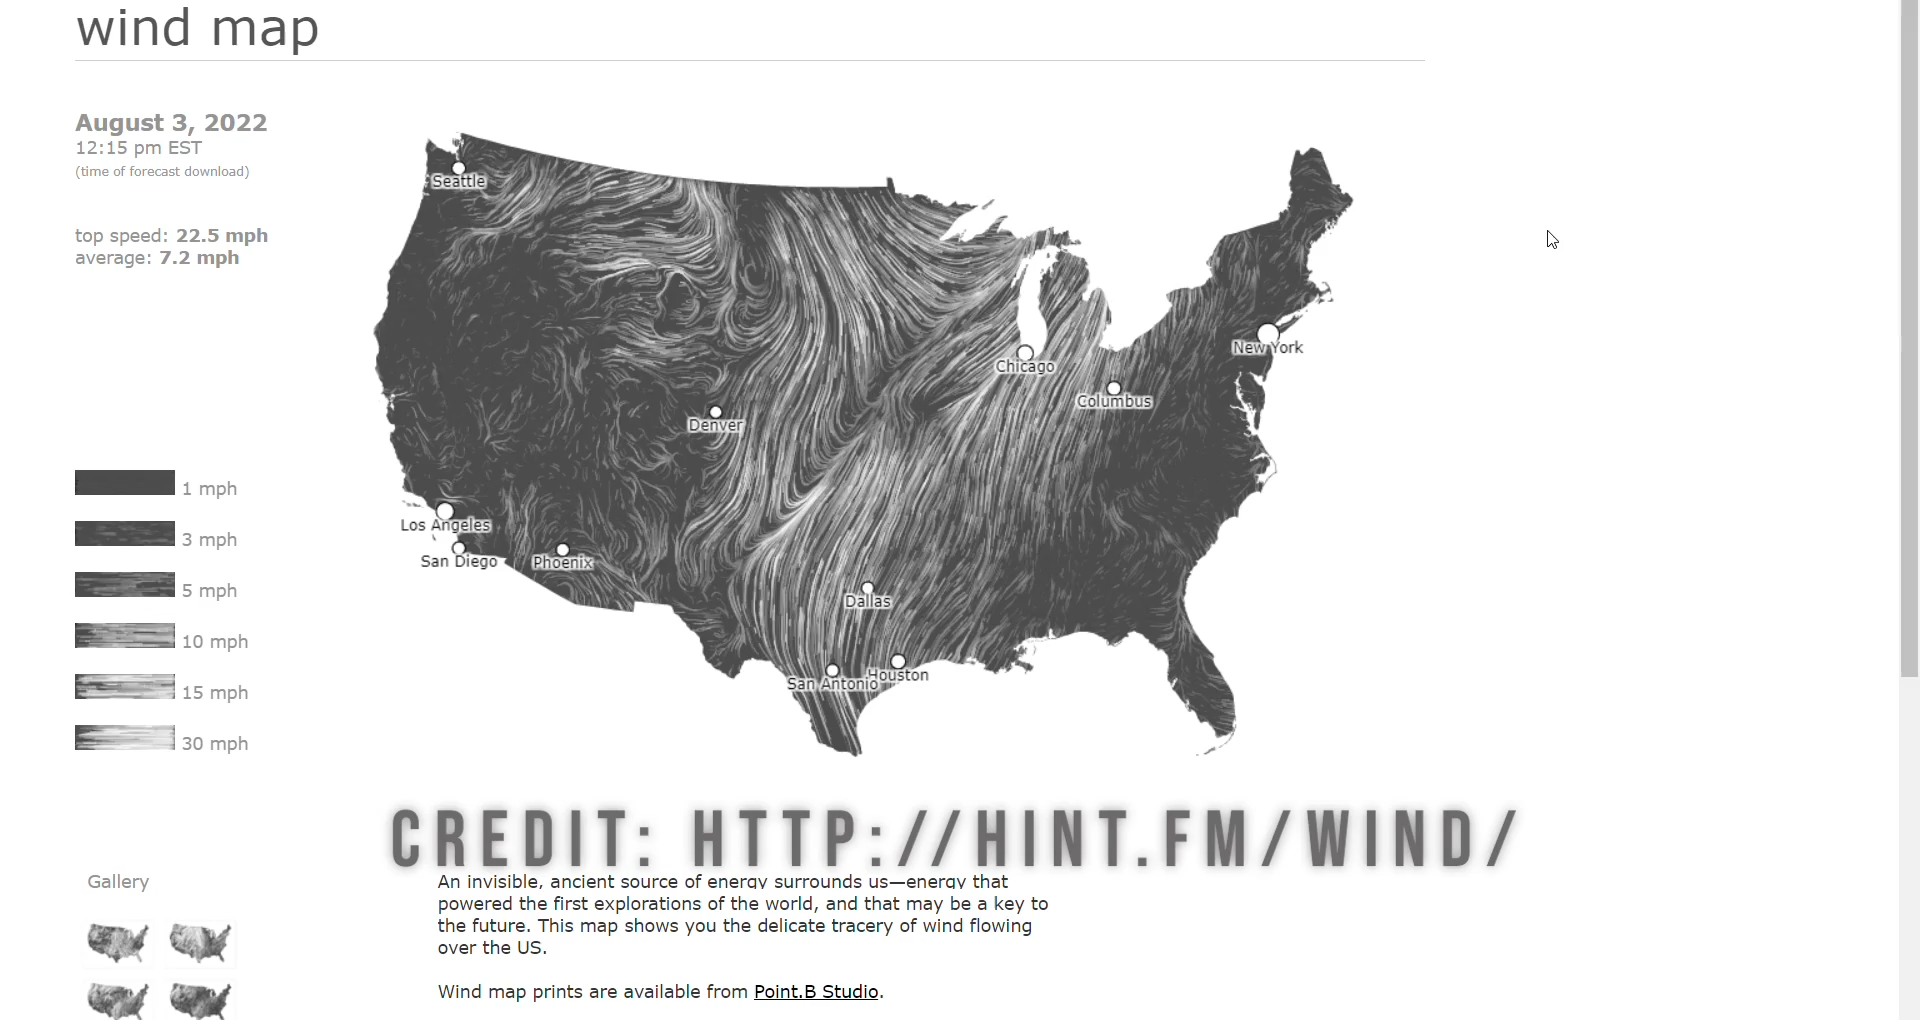 wind map
August 3, 2022
12:15 pm EST
(time of forecast download)
top speed: 22.5 mph
average: 7.2 mph
Seattle
New York
Chicago
Columbus
Denver
Los Angeles
San Diego
Phoenix
Dallas
Houston
San Antonio
1 mph
3 mph
5 mph
10 mph
15 mph
30 mph
CREDIT: HTTP://HINT.FM/WIND/
Gallery
An invisible, ancient source of energy surrounds us—energy that
powered the first explorations of the world, and that may be a key to
the future. This map shows you the delicate tracery of wind flowing
over the US.
Wind map prints are available from Point.B Studio.